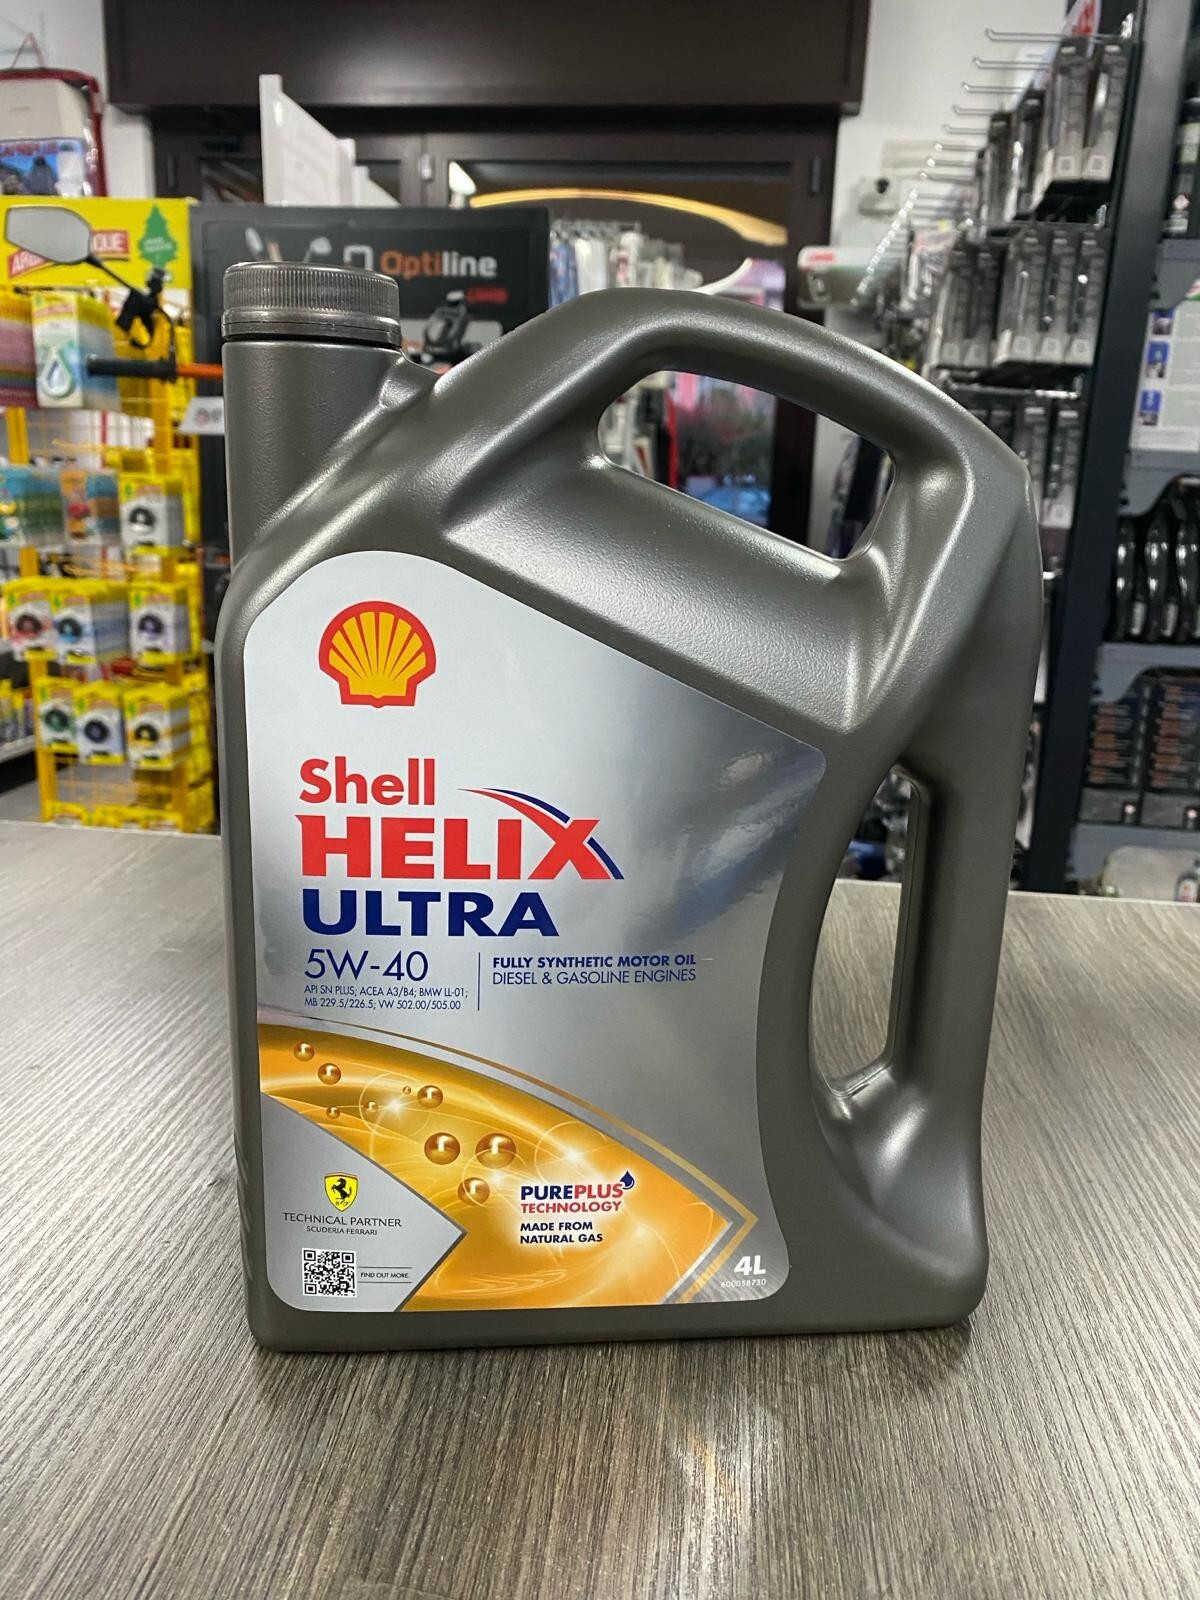 Optiline
Shell
HELIX
ULTRA
5W-40
API SN PLUS; ACEA A3/B4; BMW LL-01;
MB 229.5/226.5; VW 502.00/505.00
FULLY SYNTHETIC MOTOR OIL
DIESEL & GASOLINE ENGINES
PUREPLUS
TECHNOLOGY
MADE FROM
NATURAL GAS
TECHNICAL PARTNER
SCUDERIA FERRARI
FIND OUT MORE.
4L
600058730